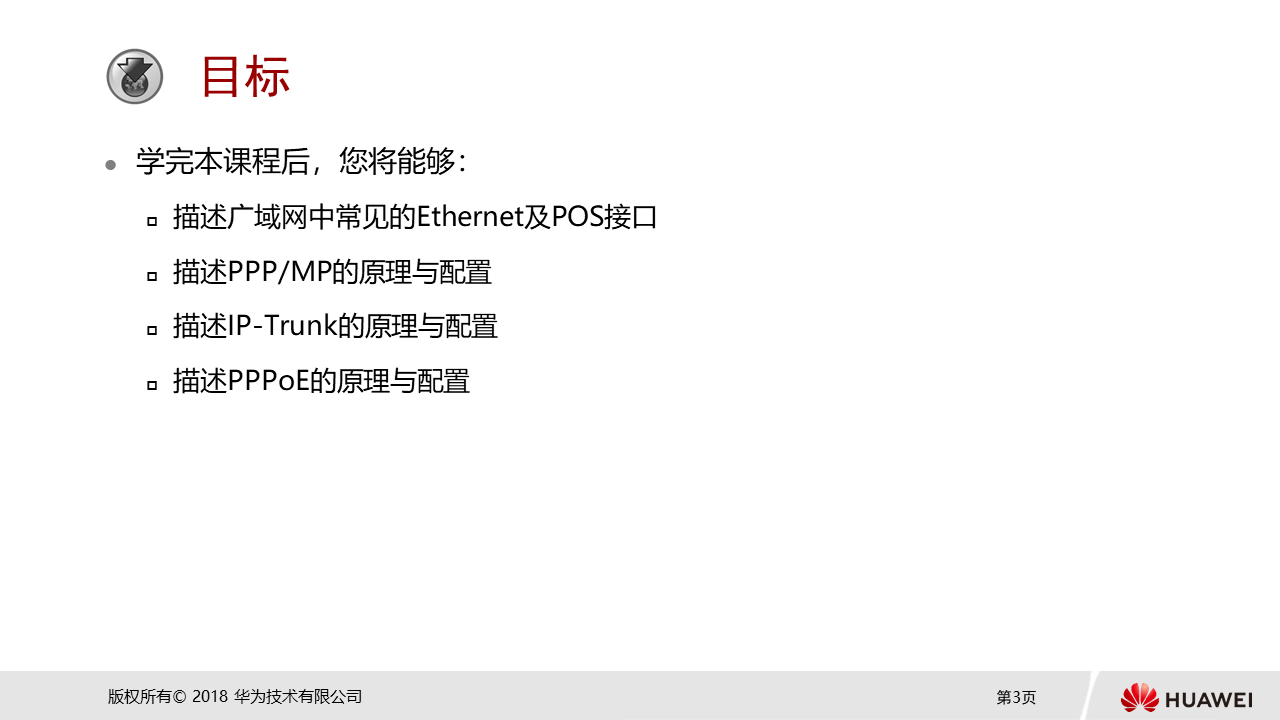 目标
学完本课程后，您将能够：
描述广域网中常见的Ethernet及POS接口
描述PPP/MP的原理与配置
描述IP-Trunk的原理与配置
描述PPPoE的原理与配置
版权所有© 2018 华为技术有限公司
第3页
HUAWEI